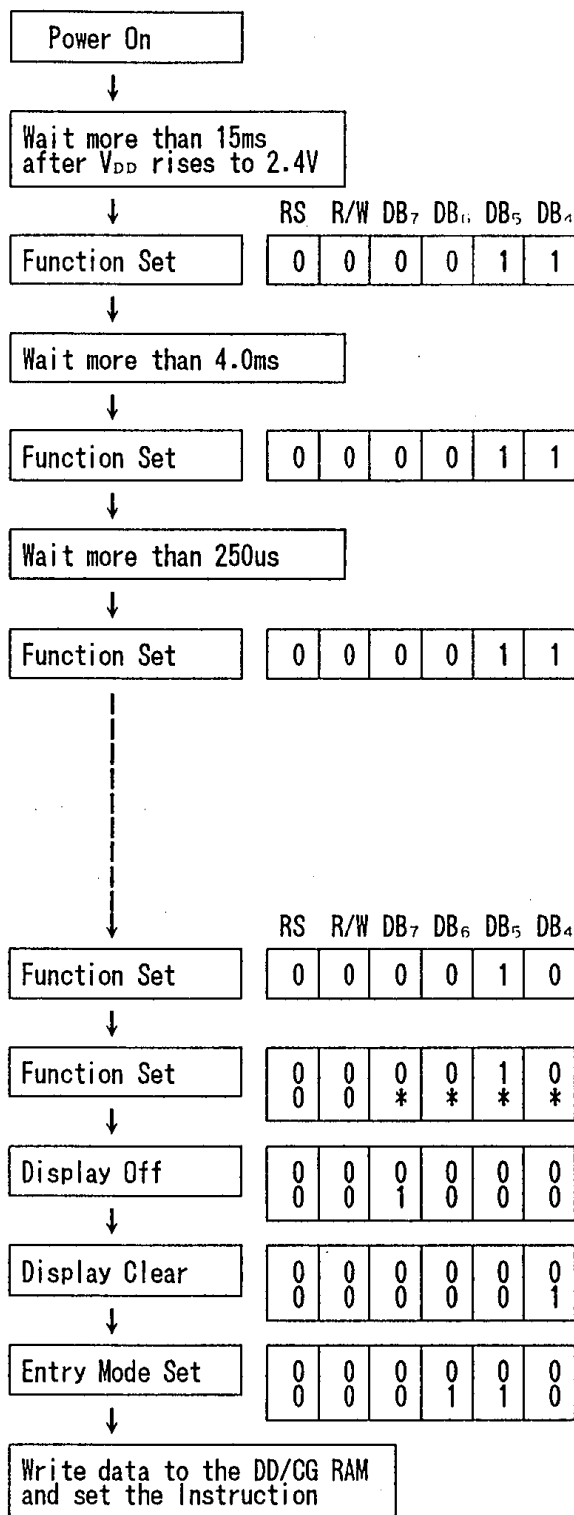 Power On
↓
Wait more than 15ms
after VDD rises to 2.4V
↓
RS R/W DB7 DB6 DB5 DB4
Function Set 0 0 0 0 1 1
↓
Wait more than 4.0ms
↓
Function Set 0 0 0 0 1 1
↓
Wait more than 250us
↓
Function Set 0 0 0 0 1 1
RS R/W DB7 DB6 DB5 DB4
Function Set 0 0 0 0 1 0
↓
Function Set 0 0 0 0 1 0
0 0 * * * *
↓
Display Off 0 0 0 0 0 0
0 0 1 0 0 0
↓
Display Clear 0 0 0 0 0 0
0 0 0 0 0 1
↓
Entry Mode Set 0 0 0 0 0 0
0 0 0 1 1 0
↓
Write data to the DD/CG RAM
and set the Instruction